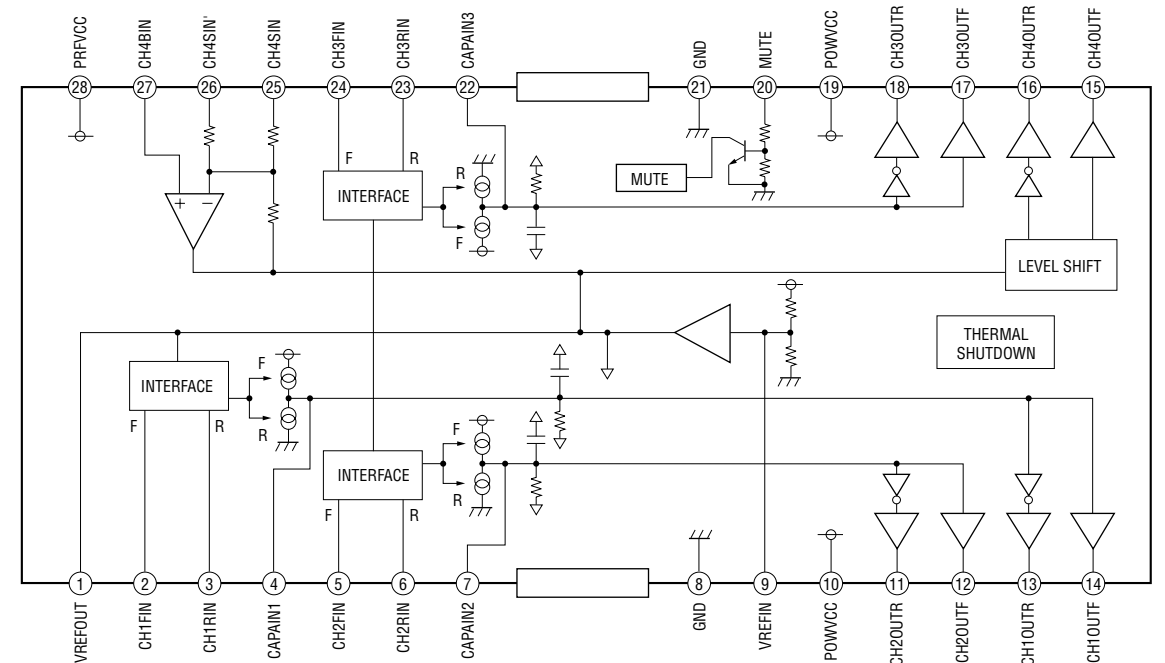 PRFVCC
CH4BIN
CH4SIN'
CH4SIN
CH3FIN
CH3RIN
CAPAIN3
GND
MUTE
POWVCC
CH3OUTR
CH3OUTF
CH4OUTR
CH4OUTF
28
27
26
25
24
23
22
21
20
19
18
17
16
15
F
R
+
−
INTERFACE
R
F
MUTE
LEVEL SHIFT
THERMAL
SHUTDOWN
INTERFACE
F
R
F
R
INTERFACE
F
R
F
R
1
2
3
4
5
6
7
8
9
10
11
12
13
14
VREFOUT
CH1FIN
CH1RIN
CAPAIN1
CH2FIN
CH2RIN
CAPAIN2
GND
VREFIN
POWVCC
CH2OUTR
CH2OUTF
CH1OUTR
CH1OUTF